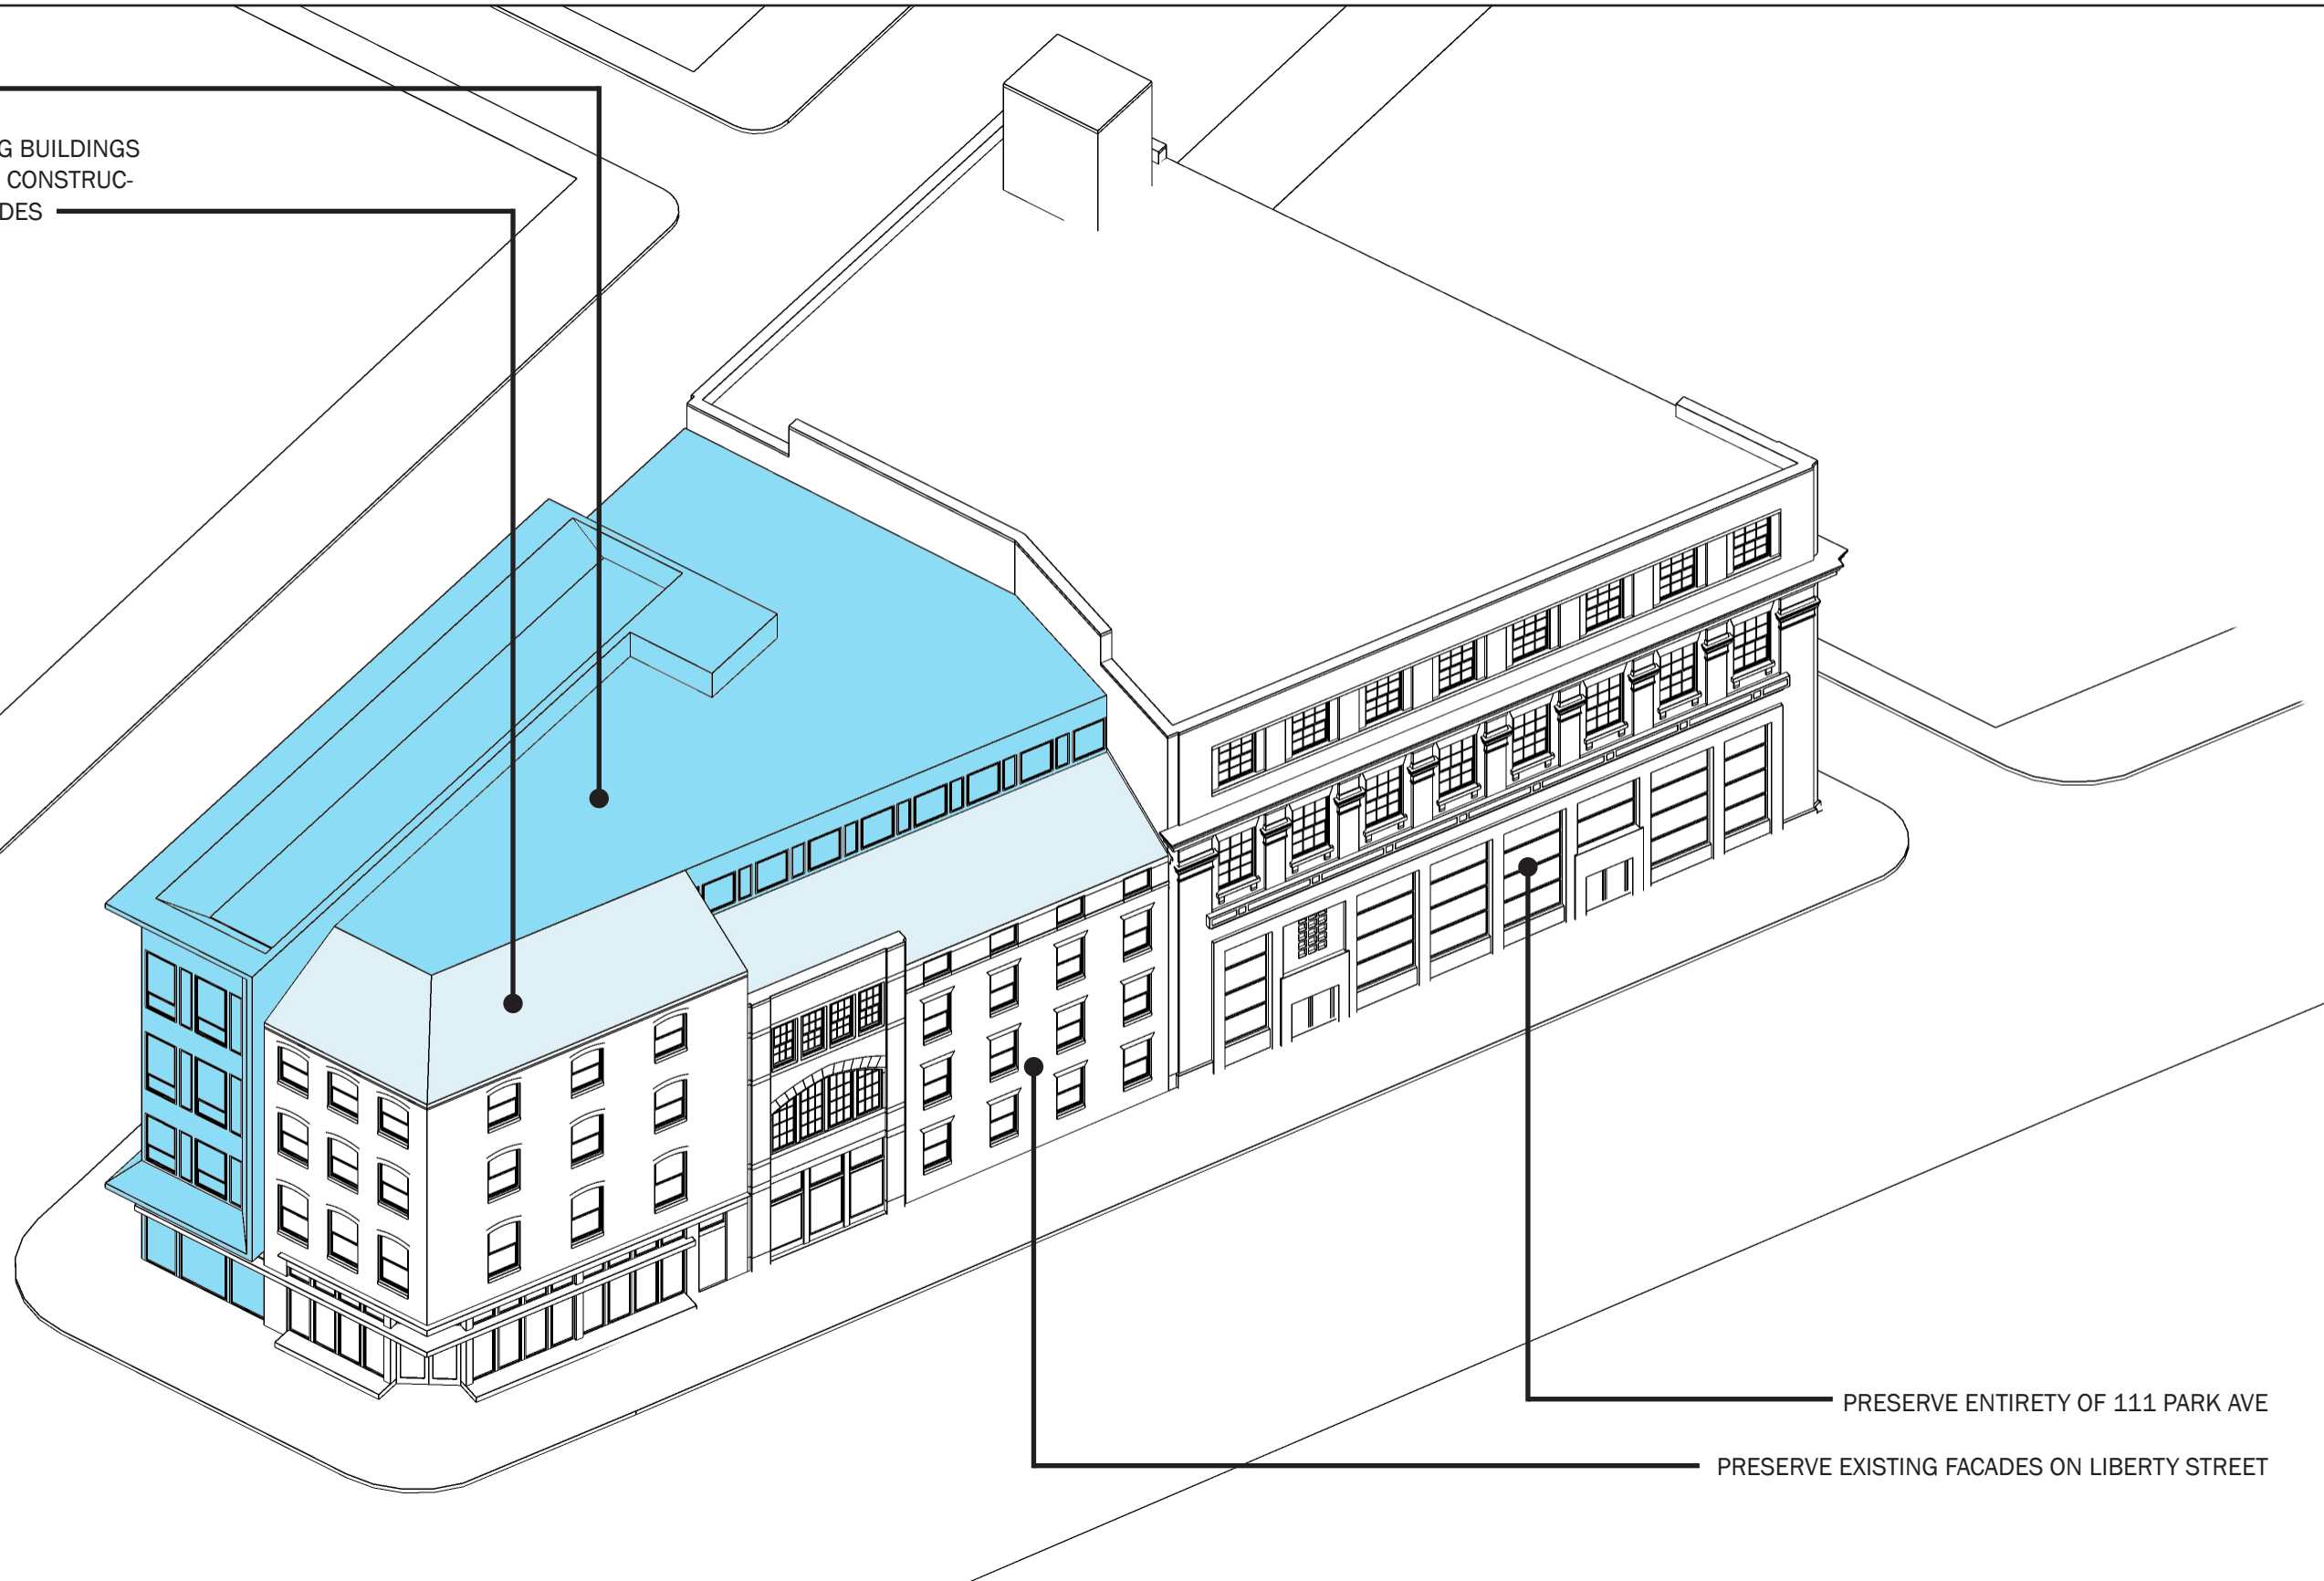 G BUILDINGS
CONSTRUC-
DES
PRESERVE ENTIRETY OF 111 PARK AVE
PRESERVE EXISTING FACADES ON LIBERTY STREET